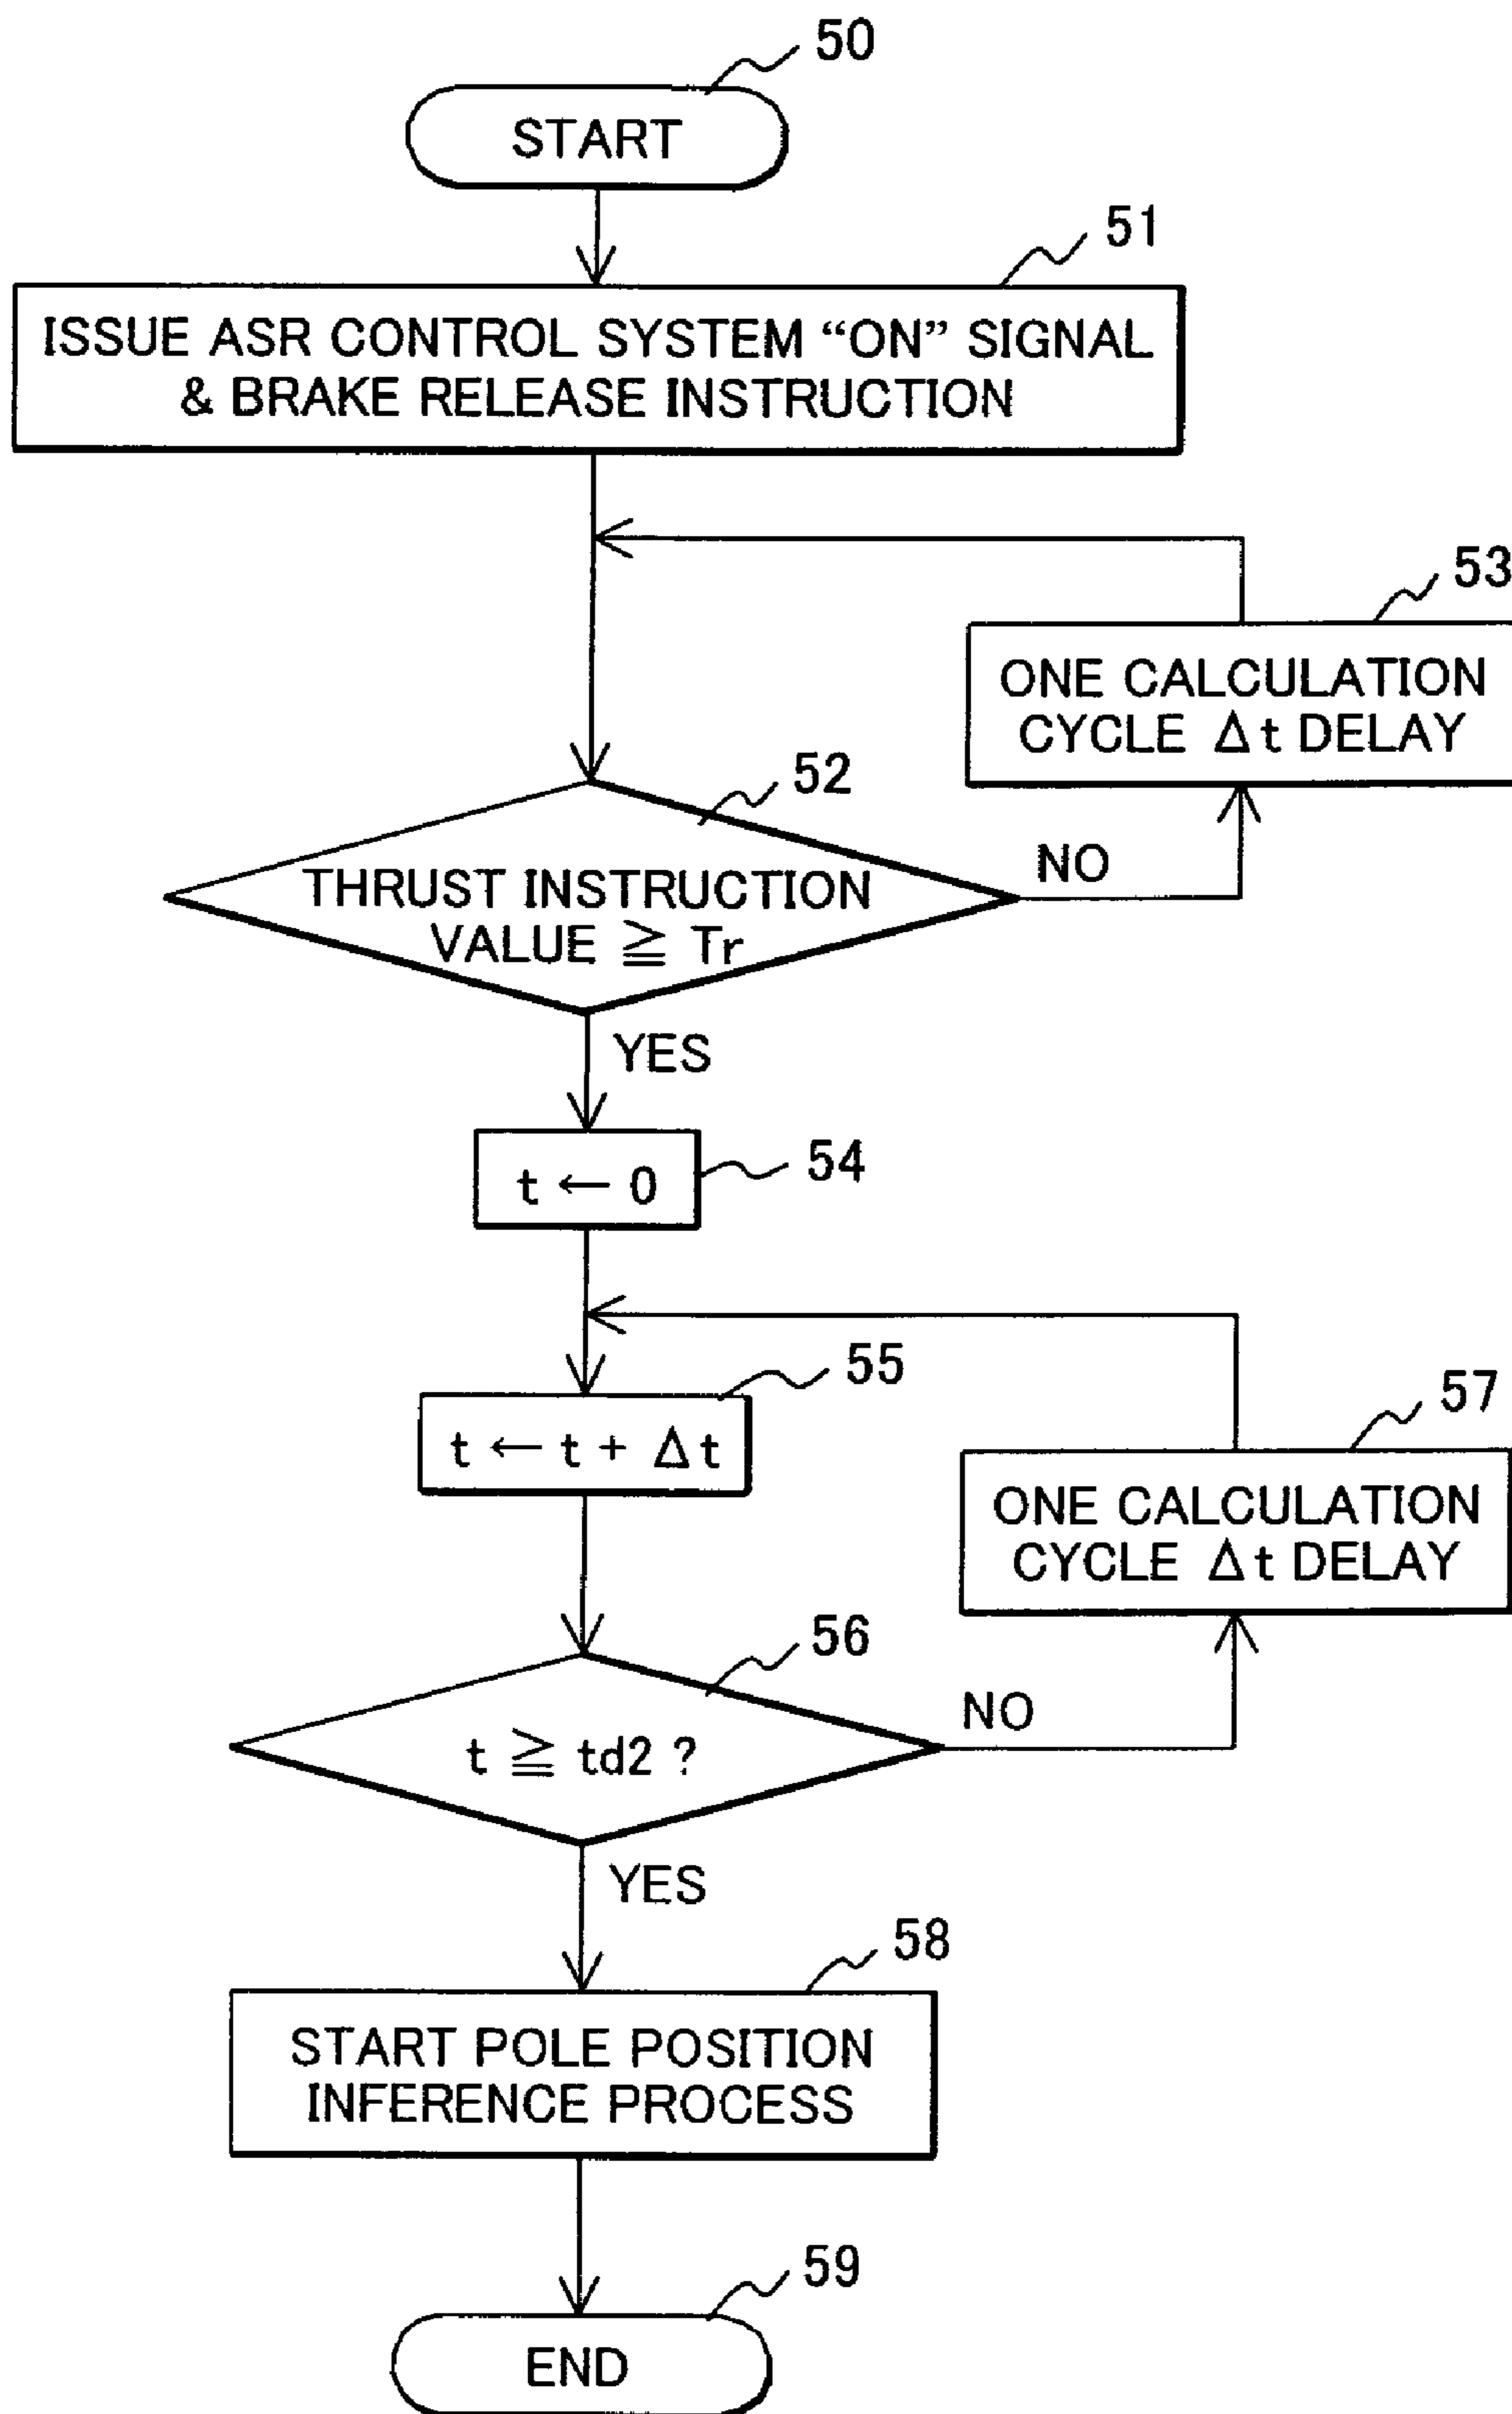 50
START
51
ISSUE ASR CONTROL SYSTEM “ON” SIGNAL
& BRAKE RELEASE INSTRUCTION
53
ONE CALCULATION
CYCLE Δt DELAY
52
THRUST INSTRUCTION
VALUE ≧ Tr
NO
YES
54
t ← 0
55
t ← t + Δt
57
ONE CALCULATION
CYCLE Δt DELAY
56
t ≧ td2 ?
NO
YES
58
START POLE POSITION
INFERENCE PROCESS
59
END